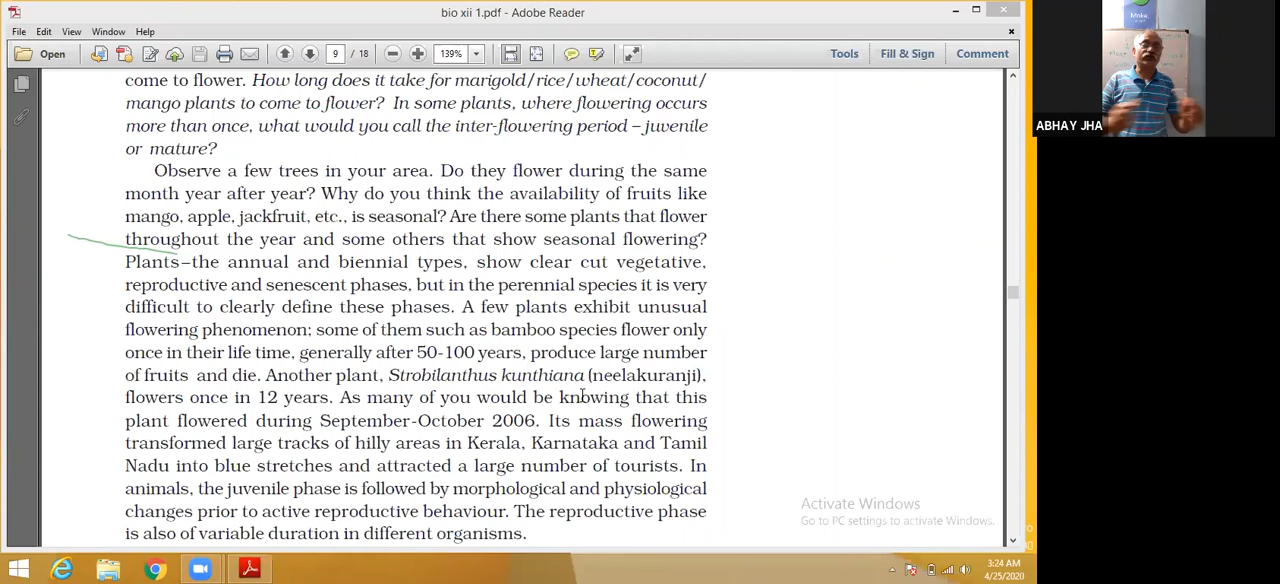 bio xii 1.pdf - Adobe Reader
File Edit View Window Help
Open 9 / 18 139% Tools Fill & Sign Comment
come to flower. How long does it take for marigold/rice/wheat/coconut/
mango plants to come to flower? In some plants, where flowering occurs
more than once, what would you call the inter-flowering period – juvenile
or mature?
Observe a few trees in your area. Do they flower during the same
month year after year? Why do you think the availability of fruits like
mango, apple, jackfruit, etc., is seasonal? Are there some plants that flower
throughout the year and some others that show seasonal flowering?
Plants–the annual and biennial types, show clear cut vegetative,
reproductive and senescent phases, but in the perennial species it is very
difficult to clearly define these phases. A few plants exhibit unusual
flowering phenomenon; some of them such as bamboo species flower only
once in their life time, generally after 50-100 years, produce large number
of fruits and die. Another plant, Strobilanthus kunthiana (neelakuranji),
flowers once in 12 years. As many of you would be knowing that this
plant flowered during September-October 2006. Its mass flowering
transformed large tracks of hilly areas in Kerala, Karnataka and Tamil
Nadu into blue stretches and attracted a large number of tourists. In
animals, the juvenile phase is followed by morphological and physiological
changes prior to active reproductive behaviour. The reproductive phase
is also of variable duration in different organisms.
Activate Windows
Go to PC settings to activate Windows.
3:24 AM
4/25/2020
ABHAY JHA